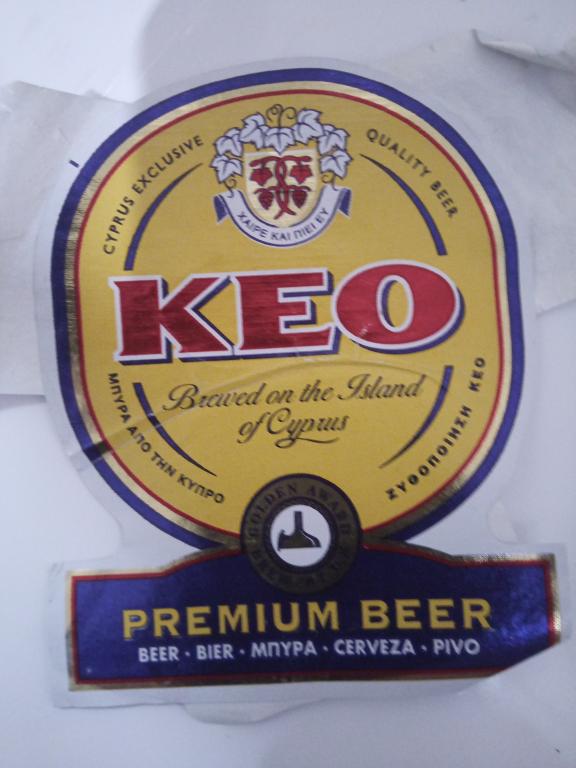 CYPRUS EXCLUSIVE
QUALITY BEER
ΧΑΙΡΕ ΚΑΙ ΠΙΕΙ ΕΥ
KEO
Brewed on the Island
of Cyprus
ΜΠΥΡΑ ΑΠΟ ΤΗΝ ΚΥΠΡΟ
ΖΥΘΟΠΟΙΗΣΗ ΚΕΟ
GOLDEN AWARD
PREMIUM BEER
BEER · BIER · ΜΠΥΡΑ · CERVEZA · PIVO